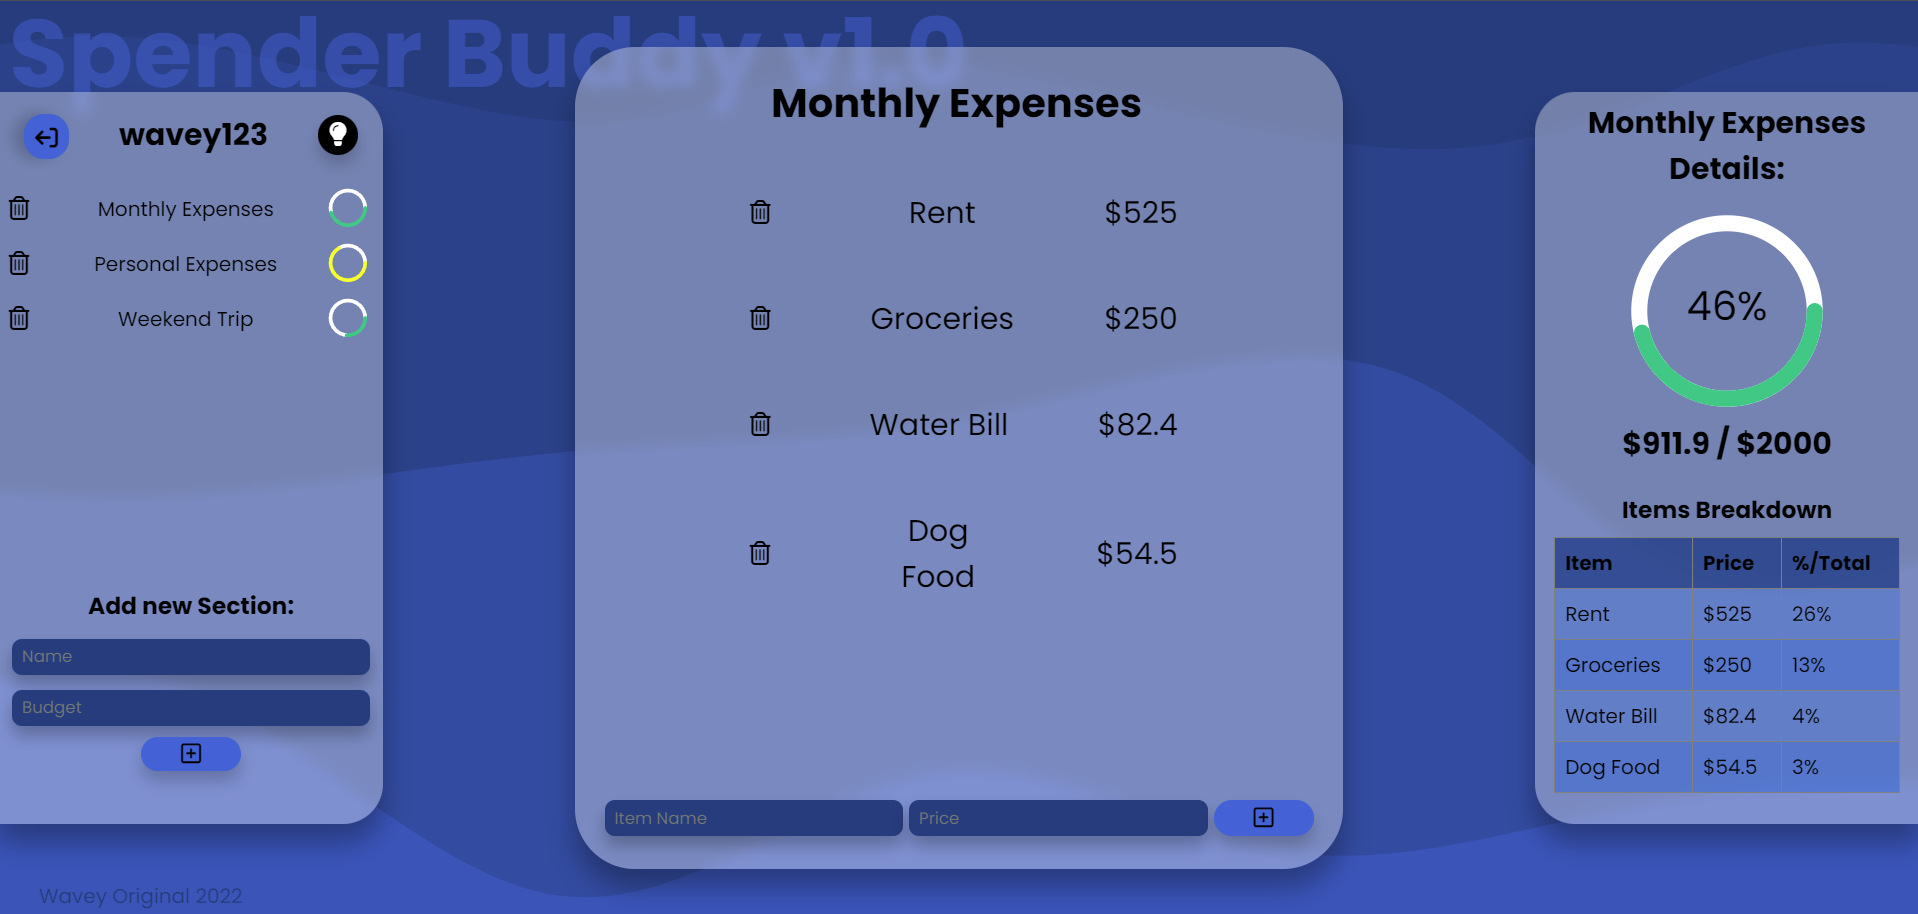 Spender Buddy v1.0
wavey123
Monthly Expenses
Personal Expenses
Weekend Trip
Add new Section:
Name
Budget
Monthly Expenses
Rent $525
Groceries $250
Water Bill $82.4
Dog
Food
$54.5
Item Name
Price
Monthly Expenses
Details:
46%
$911.9 / $2000
Items Breakdown
Item Price %/Total
Rent $525 26%
Groceries $250 13%
Water Bill $82.4 4%
Dog Food $54.5 3%
Wavey Original 2022